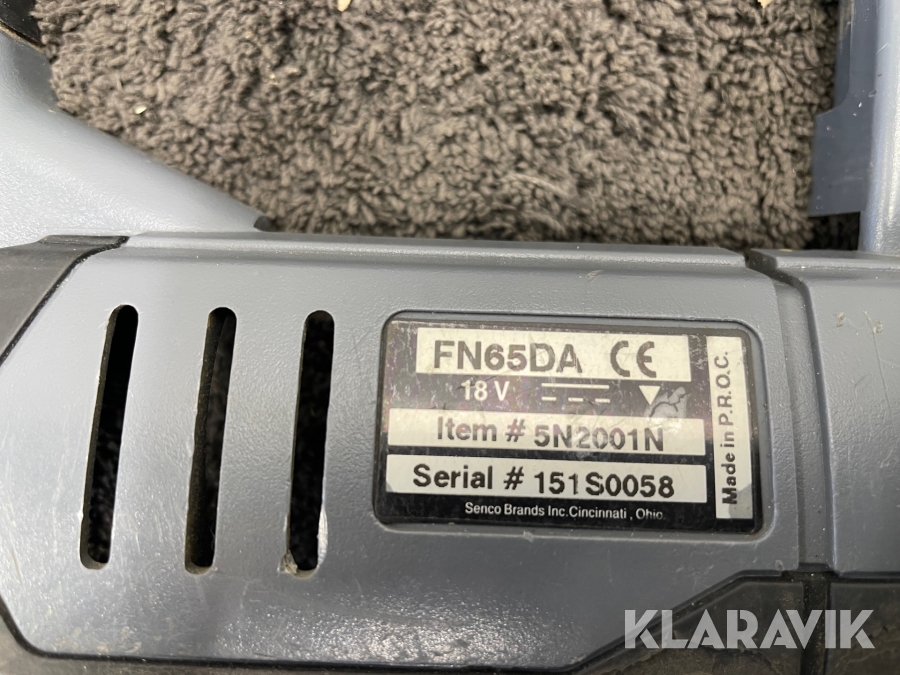 FN65DA CE
18 V
Item # 5N2001N
Serial # 151S0058
Senco Brands Inc. Cincinnati, Ohio
Made in P.R.O.C.
KLARAVIK